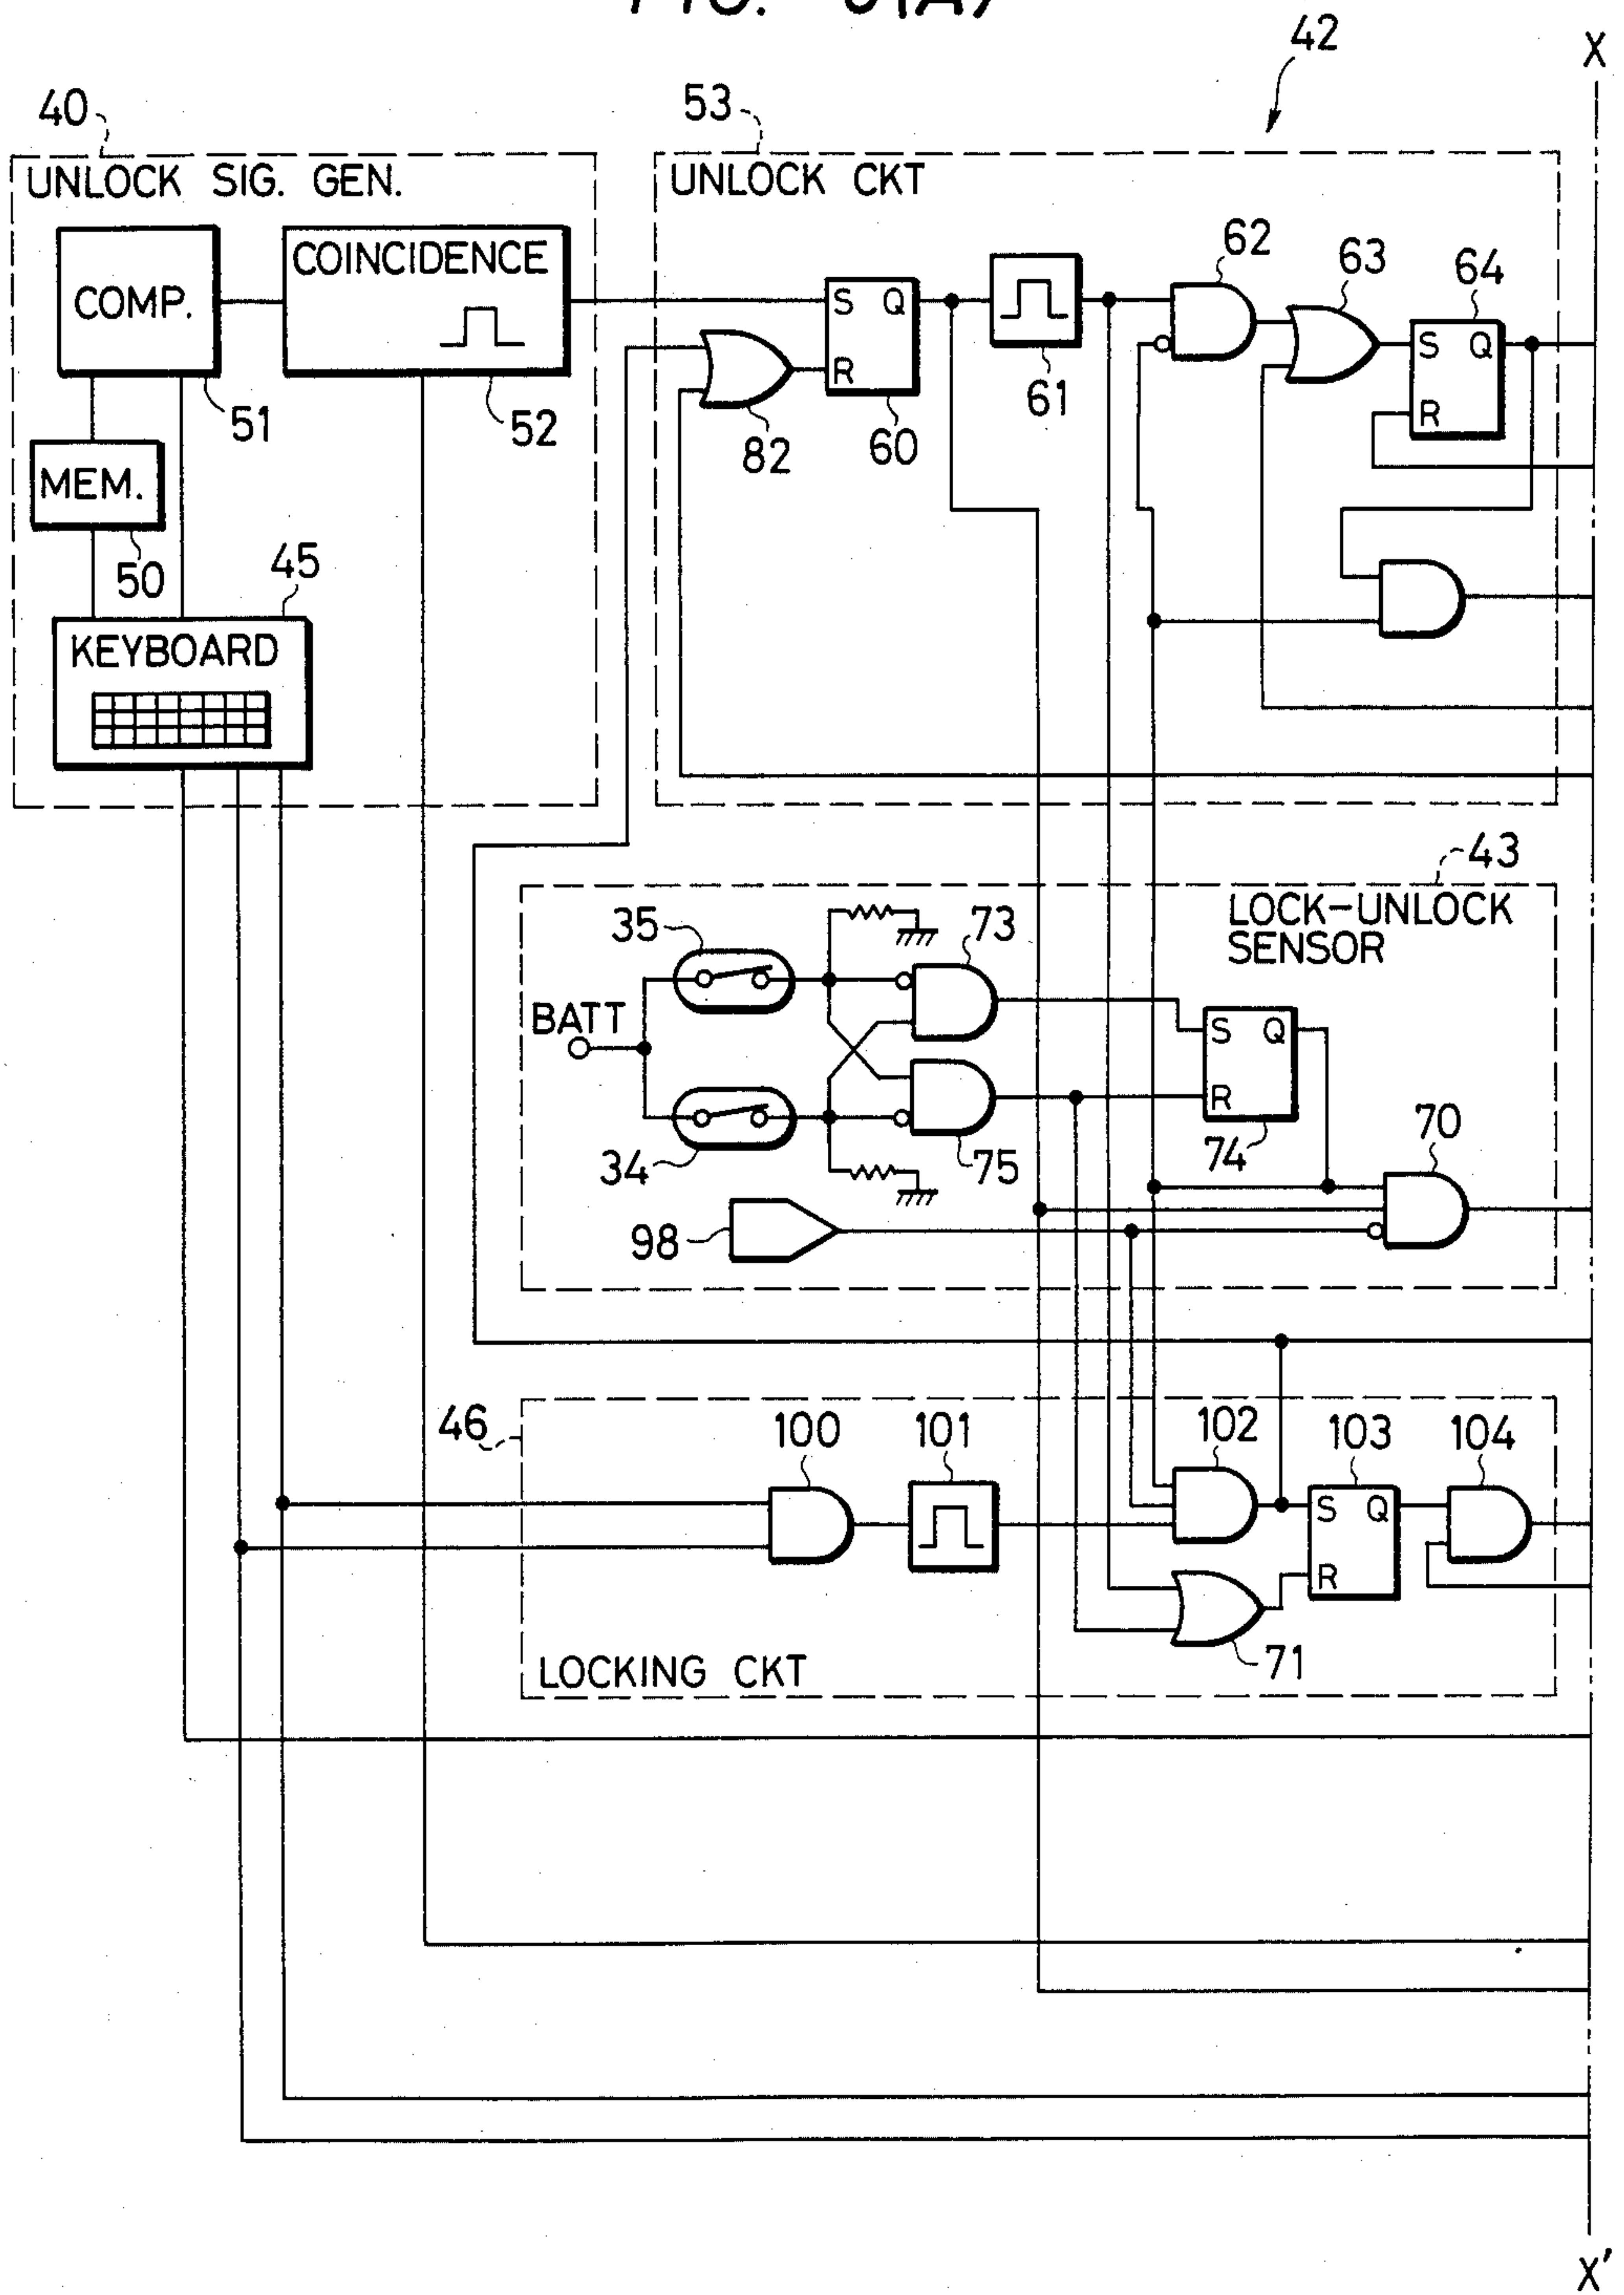 FIG. 6(A)
42
X
40
53
UNLOCK SIG. GEN.
UNLOCK CKT
COMP.
COINCIDENCE
51
52
S Q
R
60
82
61
62
63
64
S Q
R
MEM.
50
45
KEYBOARD
43
LOCK-UNLOCK
SENSOR
35
73
BATT
S Q
R
74
34
75
70
98
46
100
101
102
103
104
S Q
R
71
LOCKING CKT
X'